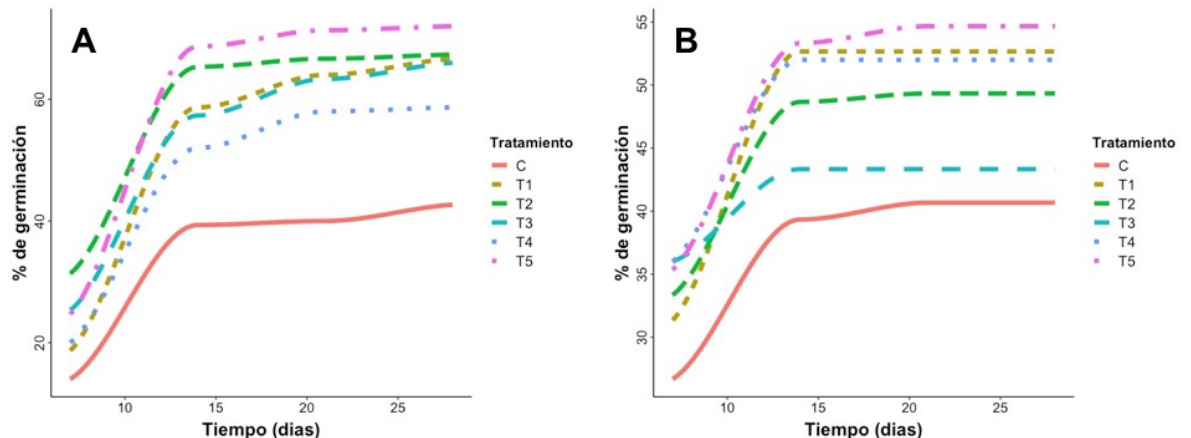 A
% de germinación
60
40
20
10
15
20
25
Tiempo (dias)
Tratamiento
C
T1
T2
T3
T4
T5
B
% de germinación
55
50
45
40
35
30
10
15
20
25
Tiempo (dias)
Tratamiento
C
T1
T2
T3
T4
T5